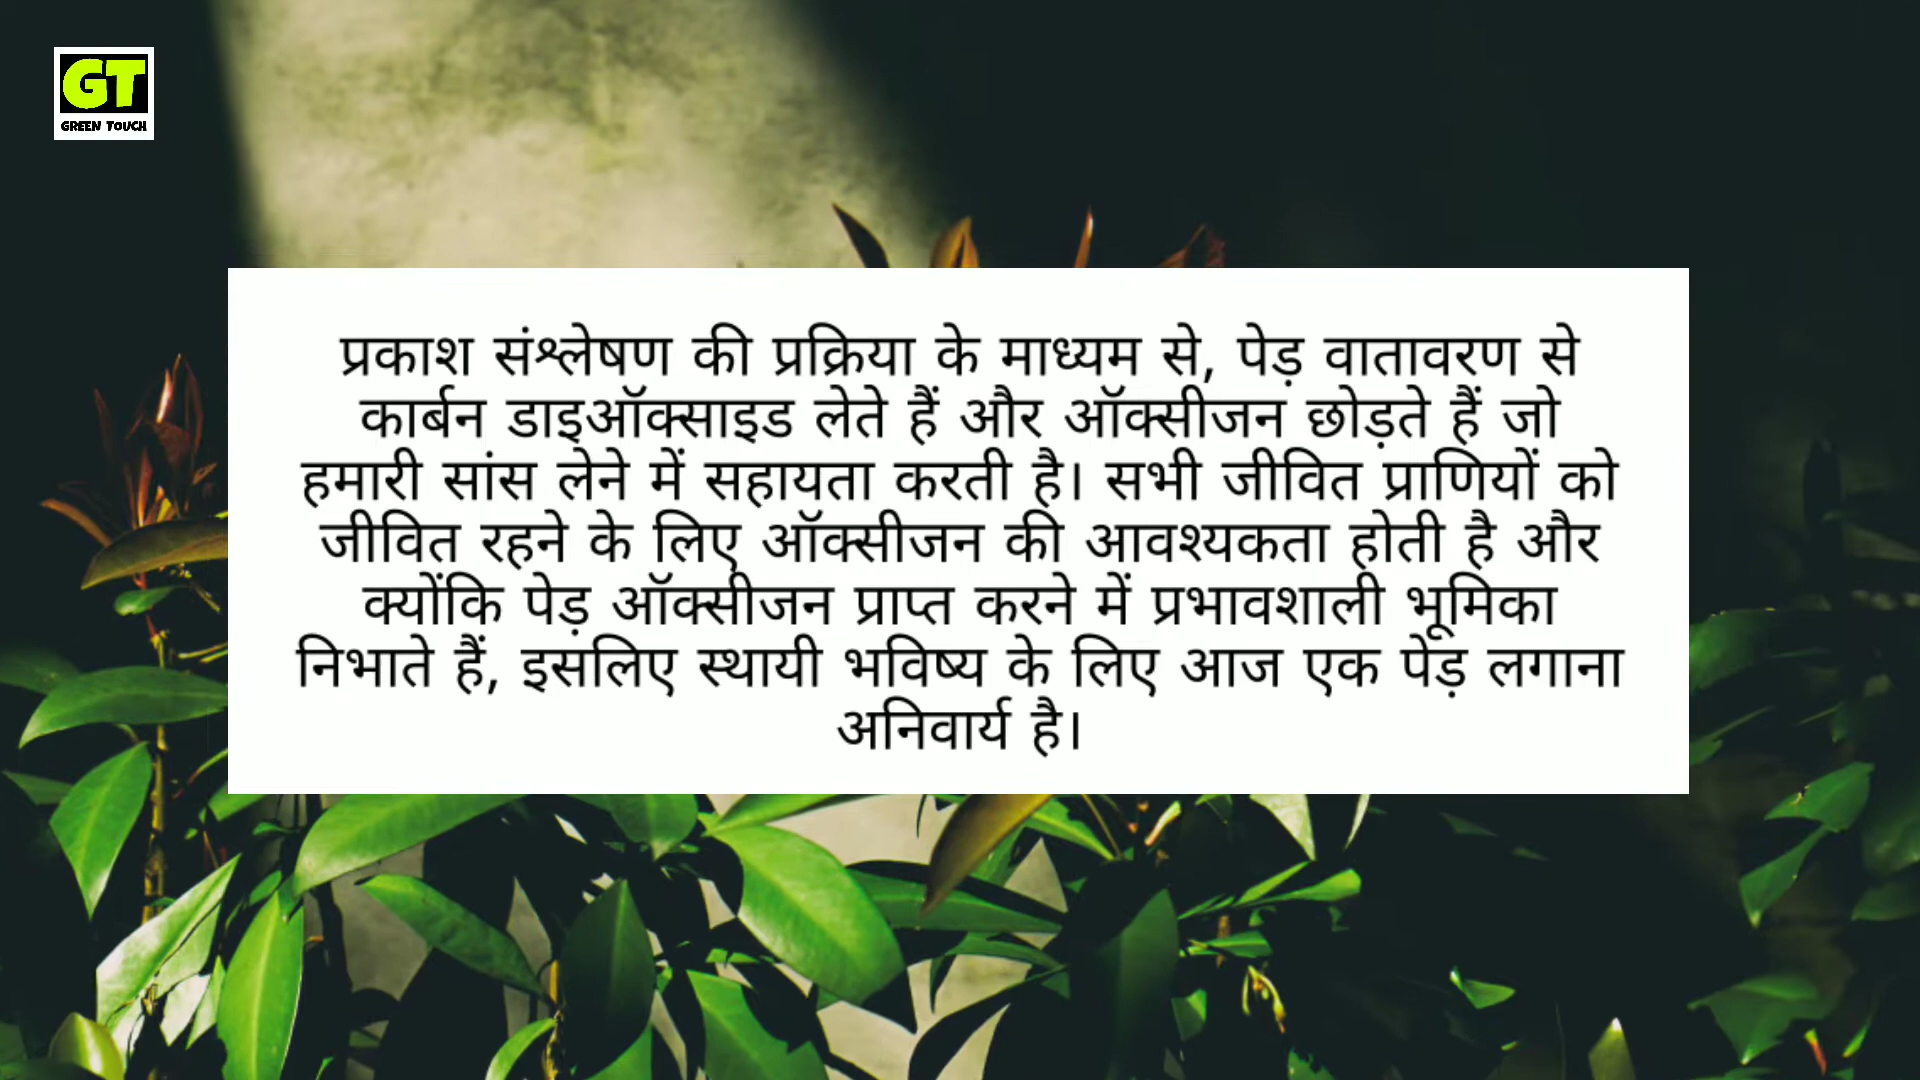 GT
GREEN TOUCH
प्रकाश संश्लेषण की प्रक्रिया के माध्यम से, पेड़ वातावरण से
कार्बन डाइऑक्साइड लेते हैं और ऑक्सीजन छोड़ते हैं जो
हमारी सांस लेने में सहायता करती है। सभी जीवित प्राणियों को
जीवित रहने के लिए ऑक्सीजन की आवश्यकता होती है और
क्योंकि पेड़ ऑक्सीजन प्राप्त करने में प्रभावशाली भूमिका
निभाते हैं, इसलिए स्थायी भविष्य के लिए आज एक पेड़ लगाना
अनिवार्य है।